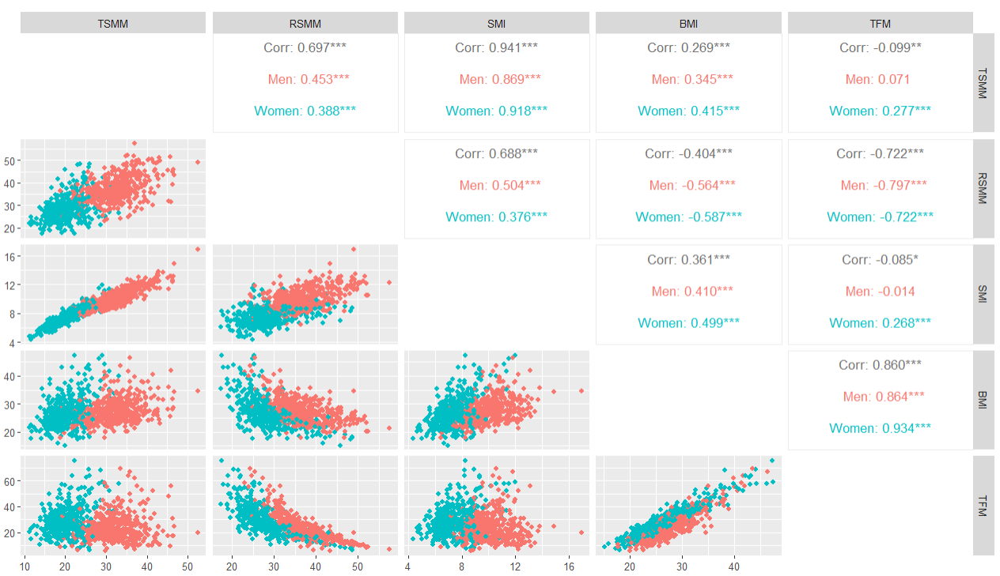 TSMM RSMM SMI BMI TFM
Corr: 0.697*** Corr: 0.941*** Corr: 0.269*** Corr: -0.099**
Men: 0.453*** Men: 0.869*** Men: 0.345*** Men: 0.071
Women: 0.388*** Women: 0.918*** Women: 0.415*** Women: 0.277***
TSMM
Corr: 0.688*** Corr: -0.404*** Corr: -0.722***
Men: 0.504*** Men: -0.564*** Men: -0.797***
Women: 0.376*** Women: -0.587*** Women: -0.722***
RSMM
50
40
30
20
Corr: 0.361*** Corr: -0.085*
Men: 0.410*** Men: -0.014
Women: 0.499*** Women: 0.268***
SMI
16
12
8
4
Corr: 0.860***
Men: 0.864***
Women: 0.934***
BMI
40
30
20
TFM
60
40
20
10 20 30 40 50 20 30 40 50 4 8 12 16 20 30 40